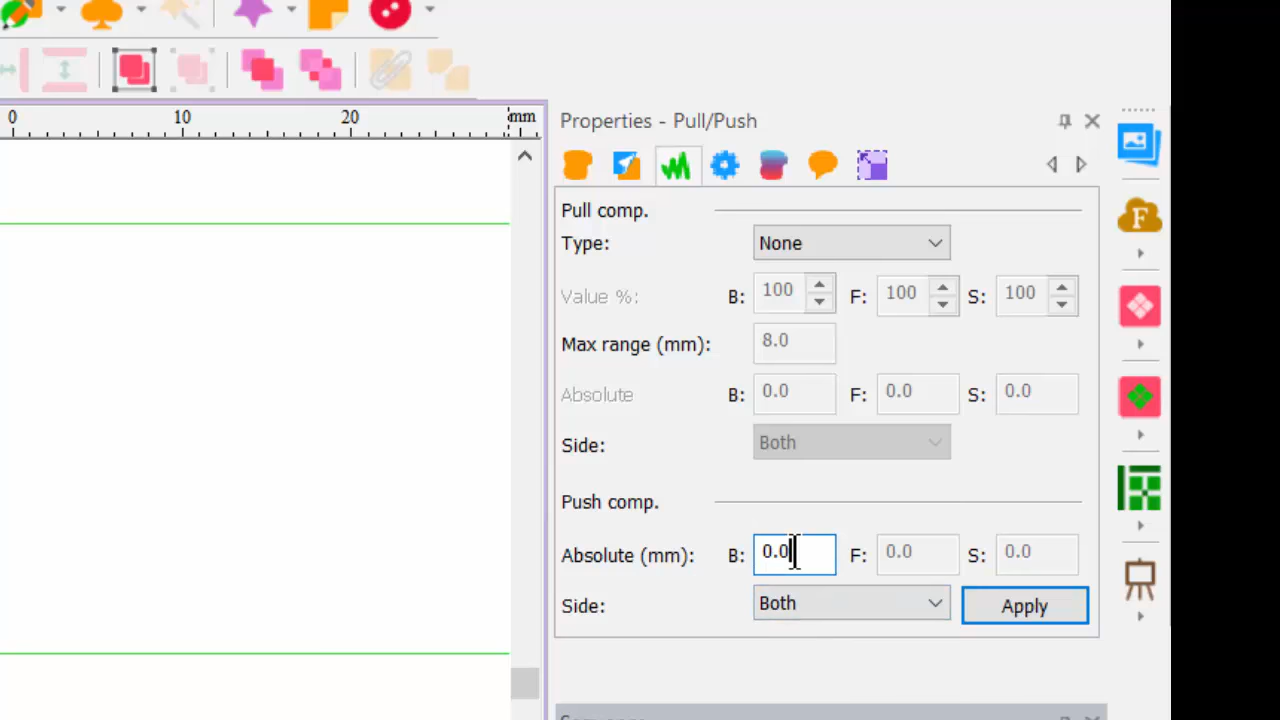 0 10 20 mm
Properties - Pull/Push
F
Pull comp.
Type: None
Value %: B: 100 F: 100 S: 100
Max range (mm): 8.0
Absolute B: 0.0 F: 0.0 S: 0.0
Side: Both
Push comp.
Absolute (mm): B: 0.0 F: 0.0 S: 0.0
Side: Both Apply